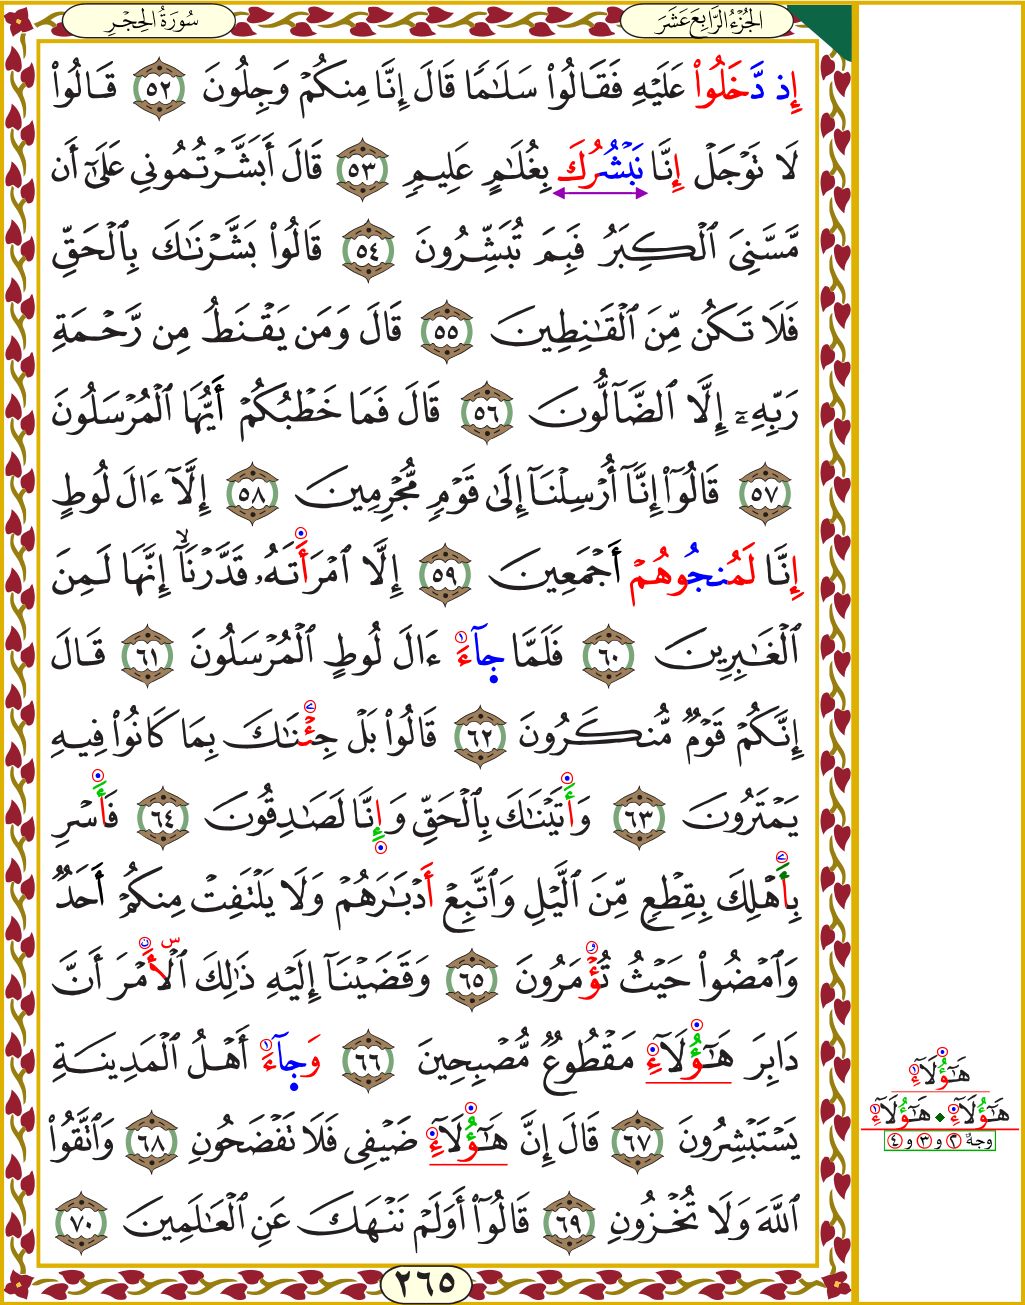 سُورَةُ الحِجْرِ
الجُزْءُ الرَّابِعَ عَشَرَ
إِذ دَّخَلُوا۟ عَلَيْهِ فَقَالُوا۟ سَلَـٰمًا قَالَ إِنَّا مِنكُمْ وَجِلُونَ ٥٢ قَالُوا۟
لَا تَوْجَلْ إِنَّا نَبْشُرُكَ بِغُلَـٰمٍ عَلِيمٍ ٥٣ قَالَ أَبَشَّرْتُمُونِى عَلَىٰٓ أَن
مَّسَّنِىَ ٱلْكِبَرُ فَبِمَ تُبَشِّرُونَ ٥٤ قَالُوا۟ بَشَّرْنَـٰكَ بِٱلْحَقِّ
فَلَا تَكُن مِّنَ ٱلْقَـٰنِطِينَ ٥٥ قَالَ وَمَن يَقْنَطُ مِن رَّحْمَةِ
رَبِّهِۦٓ إِلَّا ٱلضَّآلُّونَ ٥٦ قَالَ فَمَا خَطْبُكُمْ أَيُّهَا ٱلْمُرْسَلُونَ
٥٧ قَالُوٓا۟ إِنَّآ أُرْسِلْنَآ إِلَىٰ قَوْمٍ مُّجْرِمِينَ ٥٨ إِلَّآ ءَالَ لُوطٍ
إِنَّا لَمُنجُوهُمْ أَجْمَعِينَ ٥٩ إِلَّا ٱمْرَأَتَهُۥ قَدَّرْنَآ ۙ إِنَّهَا لَمِنَ
ٱلْغَـٰبِرِينَ ٦٠ فَلَمَّا جَآءَ ءَالَ لُوطٍ ٱلْمُرْسَلُونَ ٦١ قَالَ
إِنَّكُمْ قَوْمٌ مُّنكَرُونَ ٦٢ قَالُوا۟ بَلْ جِئْنَـٰكَ بِمَا كَانُوا۟ فِيهِ
يَمْتَرُونَ ٦٣ وَأَتَيْنَـٰكَ بِٱلْحَقِّ وَإِنَّا لَصَـٰدِقُونَ ٦٤ فَأَسْرِ
بِأَهْلِكَ بِقِطْعٍ مِّنَ ٱلَّيْلِ وَٱتَّبِعْ أَدْبَـٰرَهُمْ وَلَا يَلْتَفِتْ مِنكُمْ أَحَدٌ
وَٱمْضُوا۟ حَيْثُ تُؤْمَرُونَ ٦٥ وَقَضَيْنَآ إِلَيْهِ ذَٰلِكَ ٱلْأَمْرَ أَنَّ
دَابِرَ هَـٰٓؤُلَآءِ مَقْطُوعٌ مُّصْبِحِينَ ٦٦ وَجَآءَ أَهْلُ ٱلْمَدِينَةِ
يَسْتَبْشِرُونَ ٦٧ قَالَ إِنَّ هَـٰٓؤُلَآءِ ضَيْفِى فَلَا تَفْضَحُونِ ٦٨ وَٱتَّقُوا۟
ٱللَّهَ وَلَا تُخْزُونِ ٦٩ قَالُوٓا۟ أَوَلَمْ نَنْهَكَ عَنِ ٱلْعَـٰلَمِينَ ٧٠
٢٦٥
هَـٰٓؤُلَآءِ
هَـٰٓؤُلَآءِ ◆ هَـٰٓؤُلَآءِ
وجهٌ ٢ و ٣ و ٤